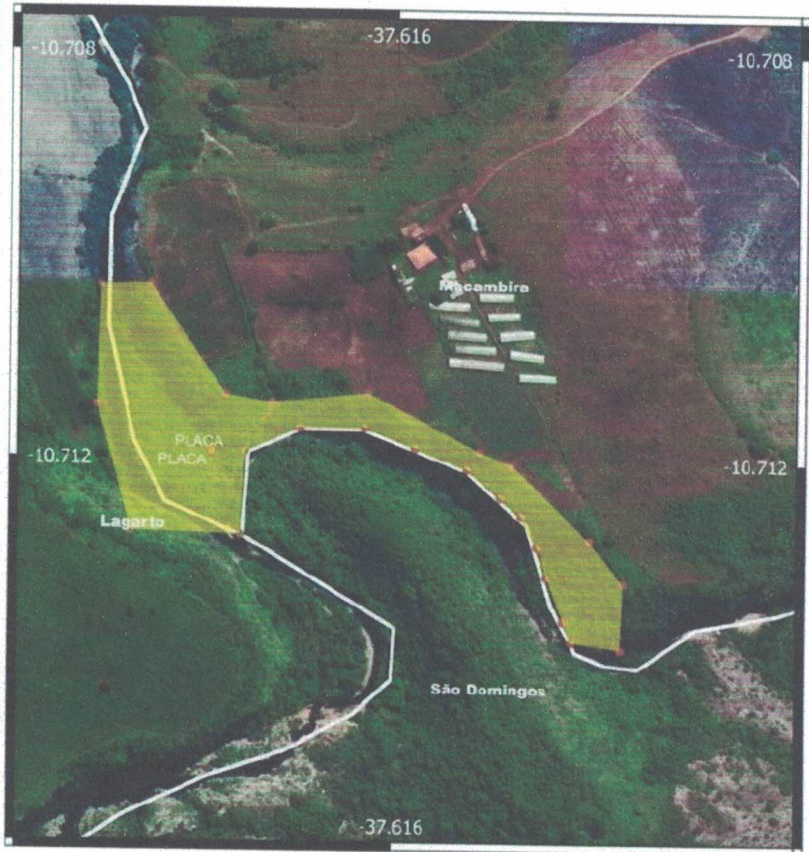 -37.616
-10.708
-10.708
Macambira
PLACA
-10.712
PLACA
-10.712
Lagarto
São Domingos
-37.616